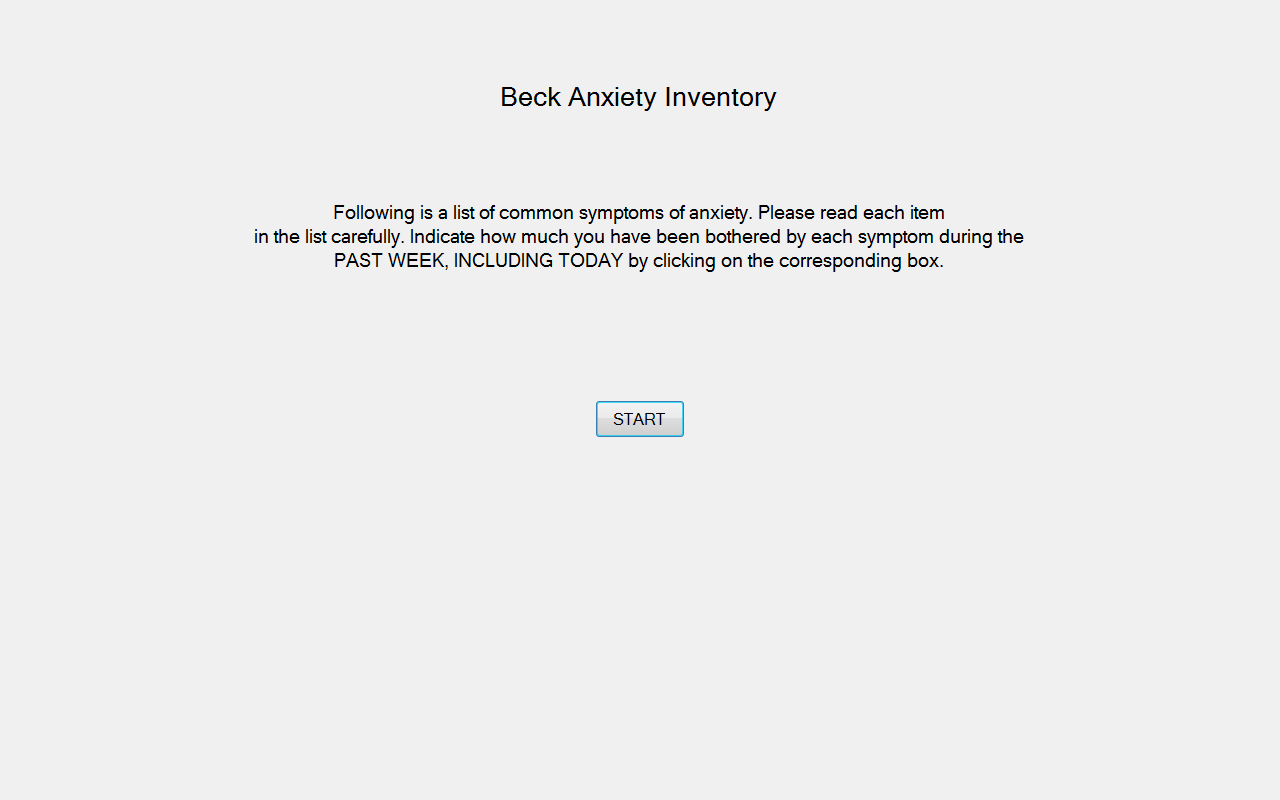 Beck Anxiety Inventory
Following is a list of common symptoms of anxiety. Please read each item
in the list carefully. Indicate how much you have been bothered by each symptom during the
PAST WEEK, INCLUDING TODAY by clicking on the corresponding box.
START